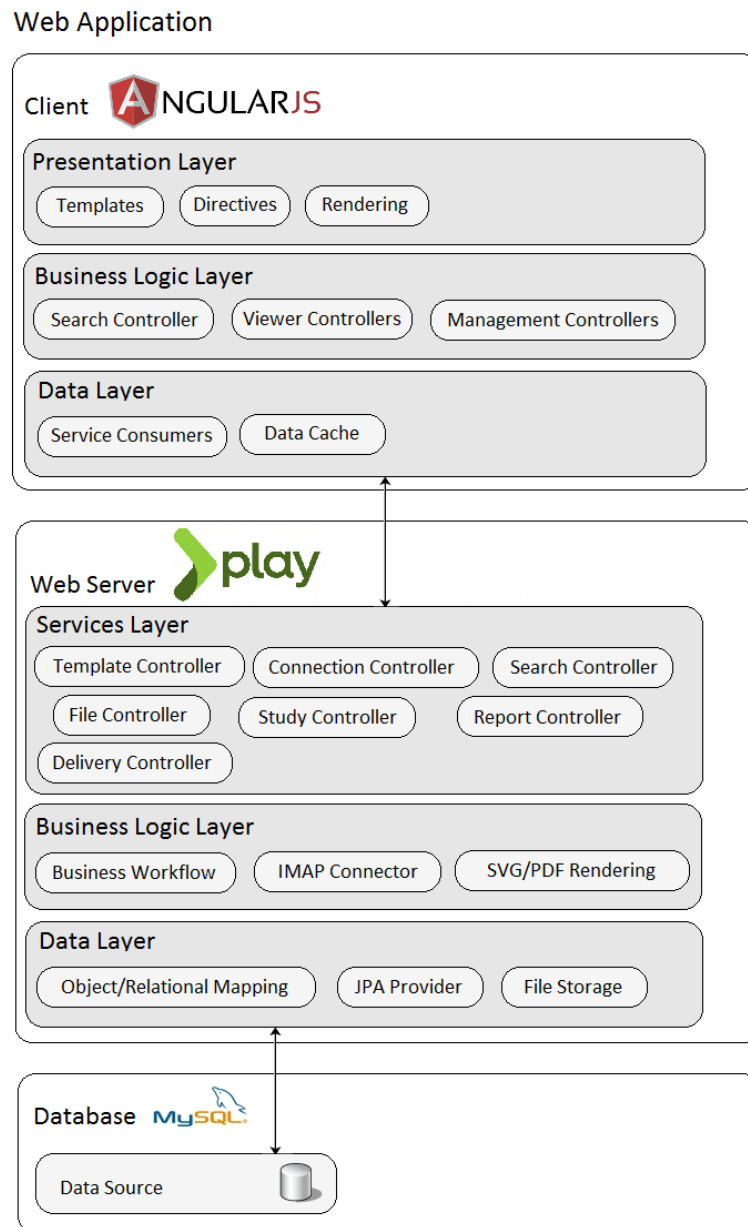 Web Application
Client ANGULARJS
Presentation Layer
Templates Directives Rendering
Business Logic Layer
Search Controller Viewer Controllers Management Controllers
Data Layer
Service Consumers Data Cache
Web Server play
Services Layer
Template Controller Connection Controller Search Controller
File Controller Study Controller Report Controller
Delivery Controller
Business Logic Layer
Business Workflow IMAP Connector SVG/PDF Rendering
Data Layer
Object/Relational Mapping JPA Provider File Storage
Database MySQL
Data Source